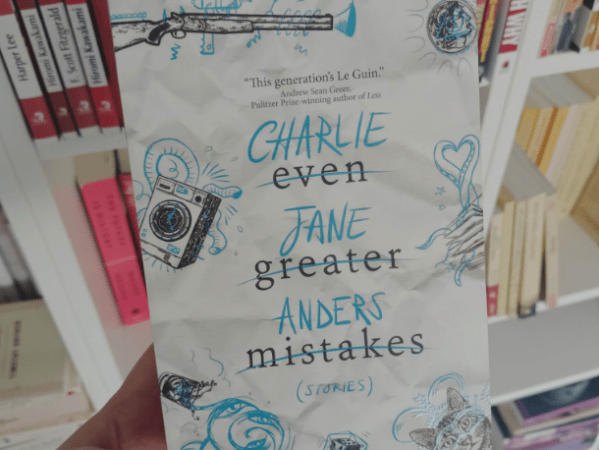 Harper Lee
Hiromi Kawakami
F. Scott Fitzgerald
Hiromi Kawakami
WHY
"This generation's Le Guin."
Andrew Sean Greer,
Pulitzer Prize-winning author of Less
CHARLIE
even
JANE
greater
ANDERS
mistakes
(STORIES)